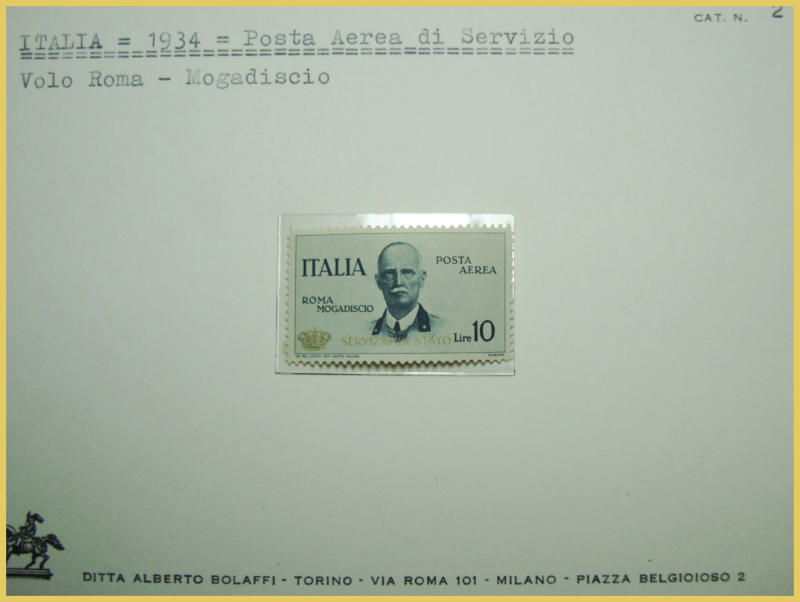 CAT. N. 2
ITALIA = 1934 = Posta Aerea di Servizio
Volo Roma - Mogadiscio
ITALIA
POSTA
AEREA
ROMA
MOGADISCIO
SERVIZIO DI STATO
Lire 10
DITTA ALBERTO BOLAFFI - TORINO - VIA ROMA 101 - MILANO - PIAZZA BELGIOIOSO 2